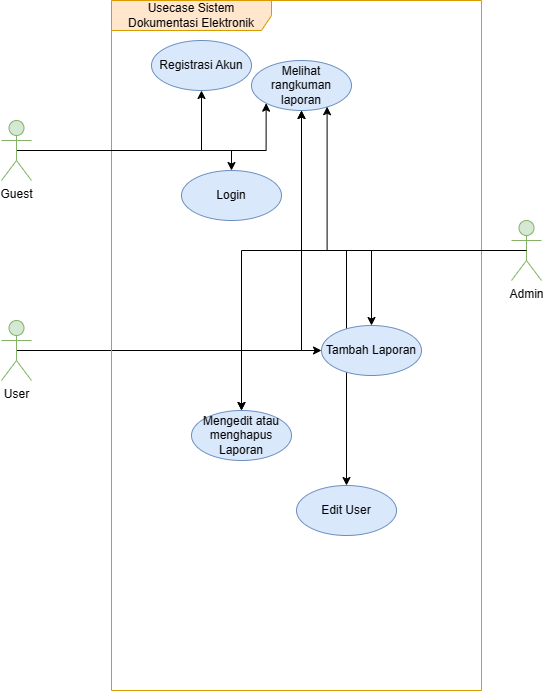 Usecase Sistem
Dokumentasi Elektronik
Registrasi Akun
Melihat
rangkuman
laporan
Guest
Login
Admin
Tambah Laporan
User
Mengedit atau
menghapus
Laporan
Edit User